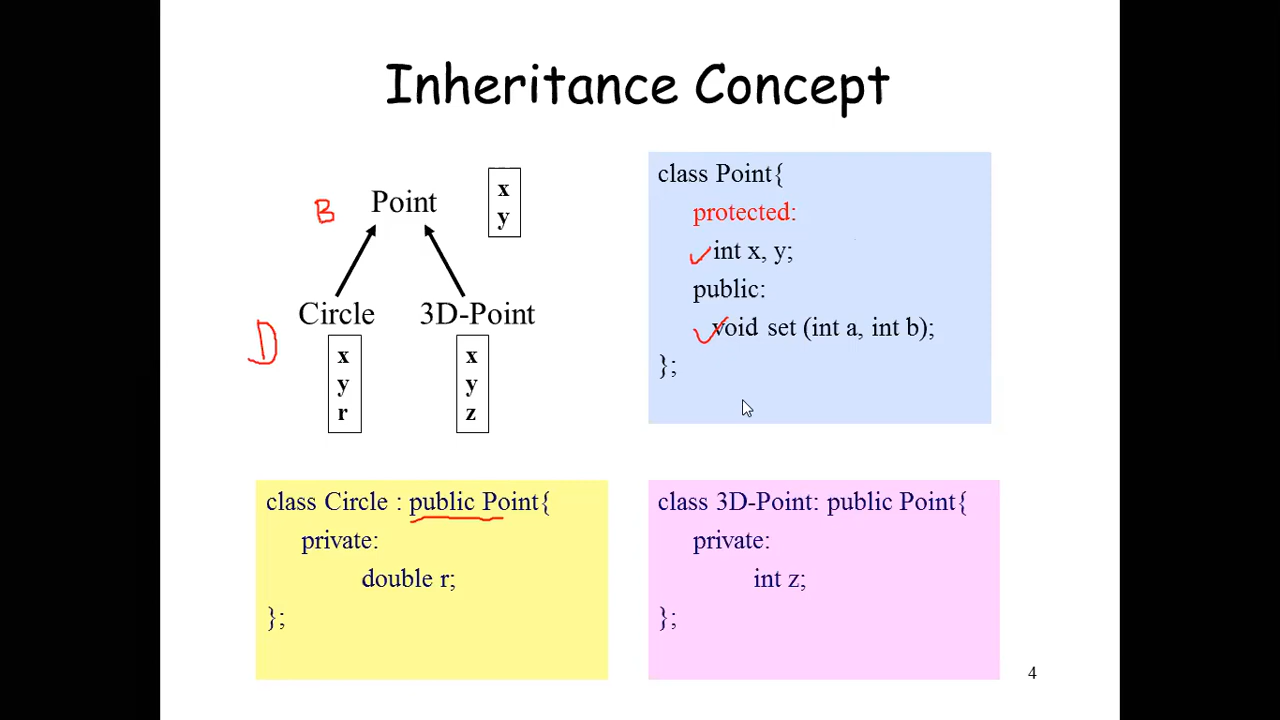 Inheritance Concept
B
Point
x
y
Circle
3D-Point
D
x
y
r
x
y
z
class Point{
protected:
int x, y;
public:
void set (int a, int b);
};
class Circle : public Point{
private:
double r;
};
class 3D-Point: public Point{
private:
int z;
};
4